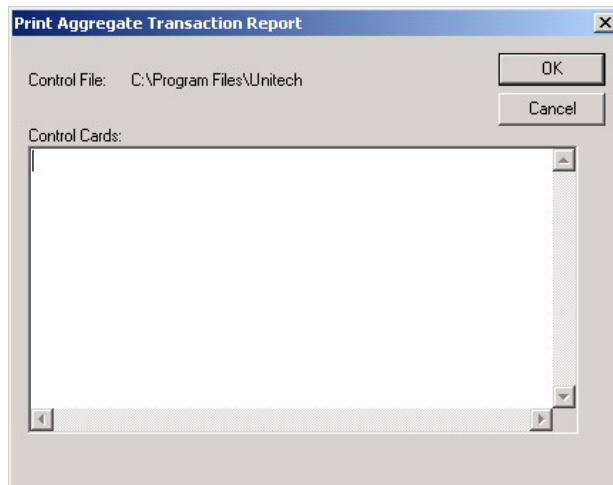 Print Aggregate Transaction Report
Control File: C:\Program Files\Unitech
OK
Cancel
Control Cards: